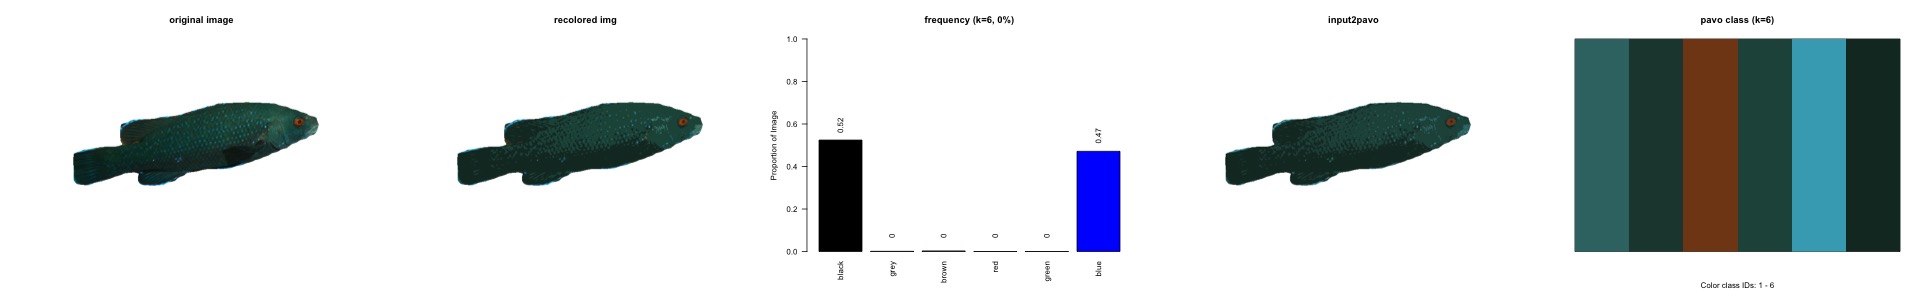 original image
recolored img
frequency (k=6, 0%)
input2pavo
pavo class (k=6)
Proportion of Image
1.0
0.8
0.6
0.4
0.2
0.0
0.52
0
0
0
0
0.47
black
grey
brown
red
green
blue
Color class IDs: 1 - 6